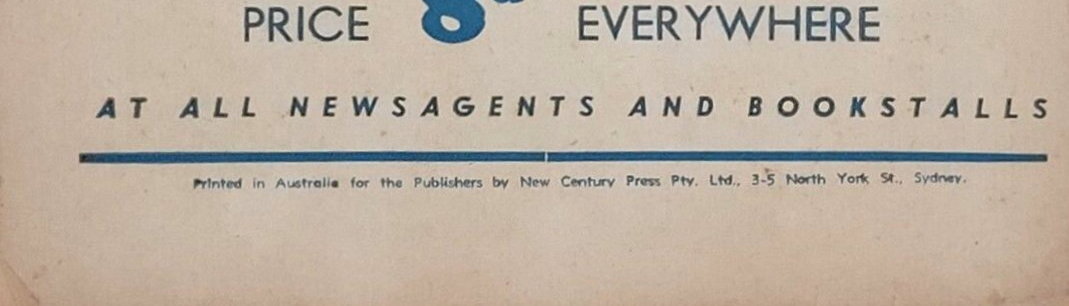 PRICE 8d EVERYWHERE
AT ALL NEWSAGENTS AND BOOKSTALLS
Printed in Australia for the Publishers by New Century Press Pty. Ltd., 3-5 North York St., Sydney.